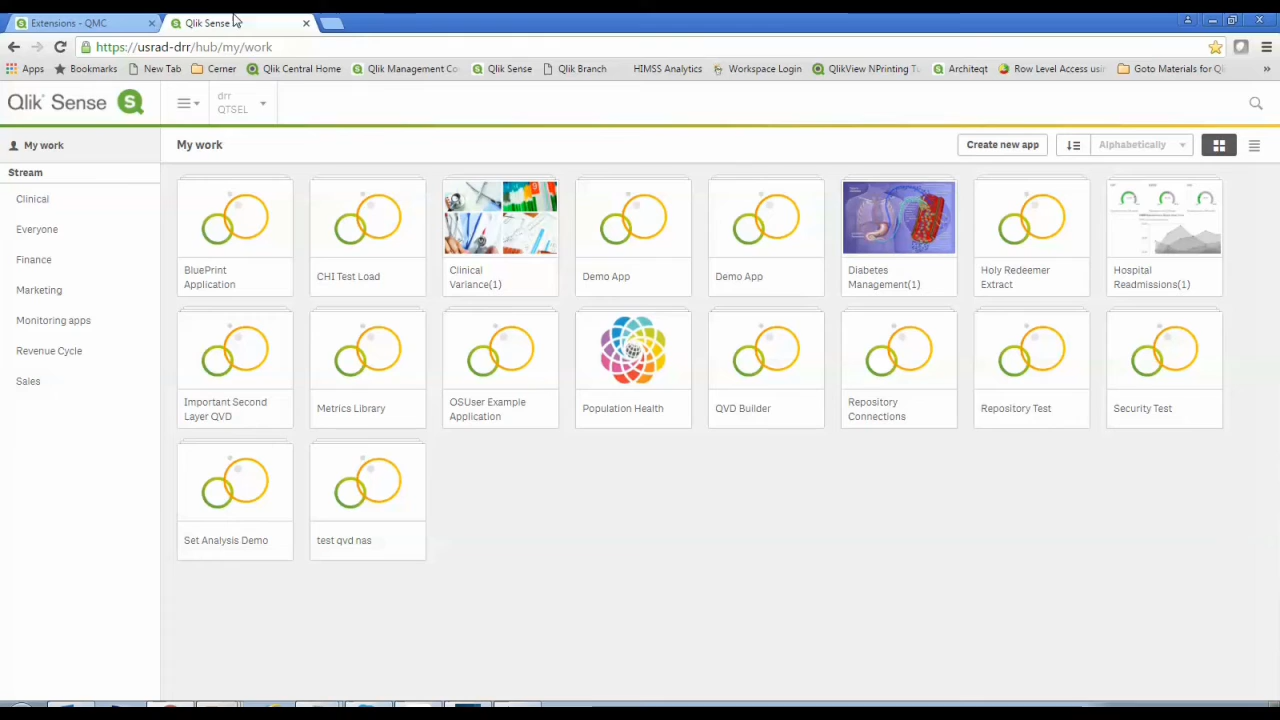 Extensions - QMC
Qlik Sense
https://usrad-drr/hub/my/work
Apps Bookmarks New Tab Cerner Qlik Central Home Qlik Management Co Qlik Sense Qlik Branch HIMSS Analytics Workspace Login QlikView NPrinting Tu Architeqt Row Level Access usin Goto Materials for Qli »
Qlik Sense
drr
QTSEL
My work
My work
Create new app
Alphabetically
Stream
Clinical
Everyone
Finance
Marketing
Monitoring apps
Revenue Cycle
Sales
BluePrint
Application
CHI Test Load
Clinical
Variance(1)
Demo App
Demo App
Diabetes
Management(1)
Holy Redeemer
Extract
Hospital
Readmissions(1)
Important Second
Layer QVD
Metrics Library
OSUser Example
Application
Population Health
QVD Builder
Repository
Connections
Repository Test
Security Test
Set Analysis Demo
test qvd nas